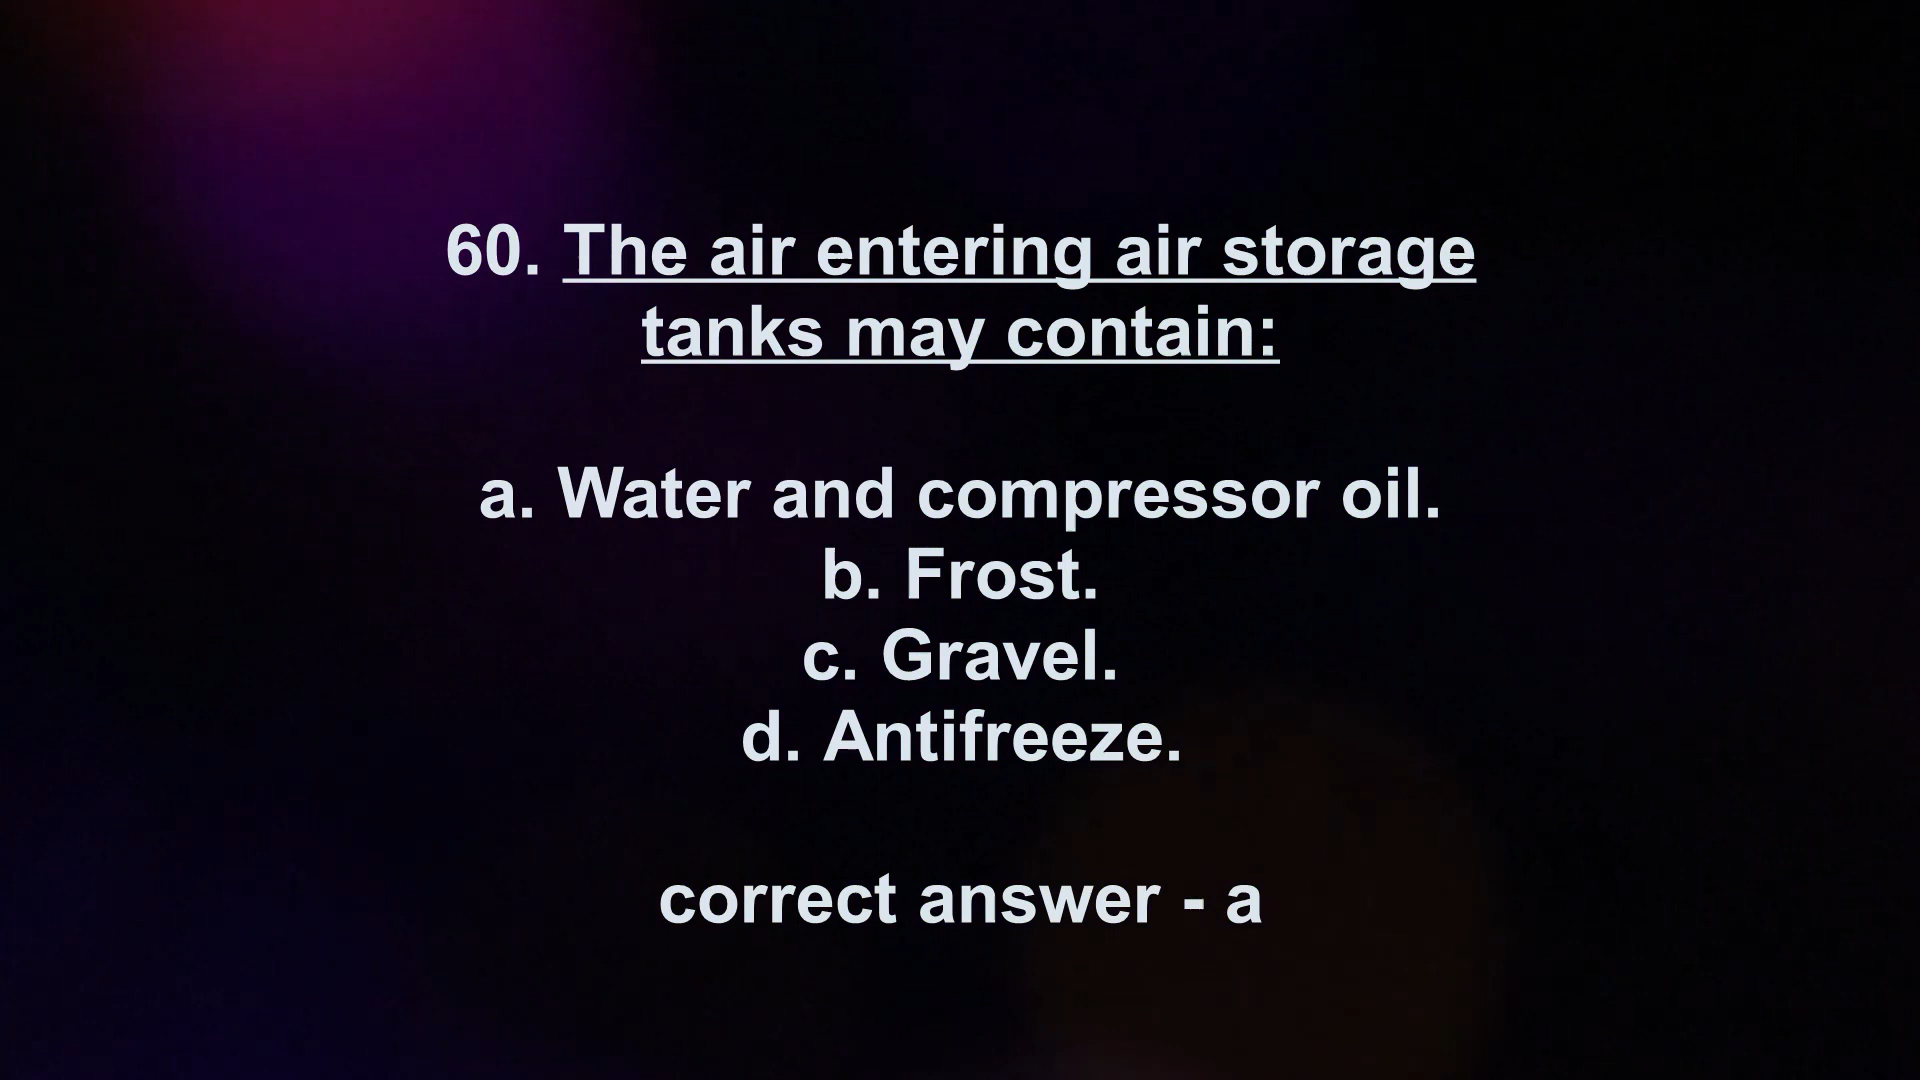 60. The air entering air storage
tanks may contain:
a. Water and compressor oil.
b. Frost.
c. Gravel.
d. Antifreeze.
correct answer - a